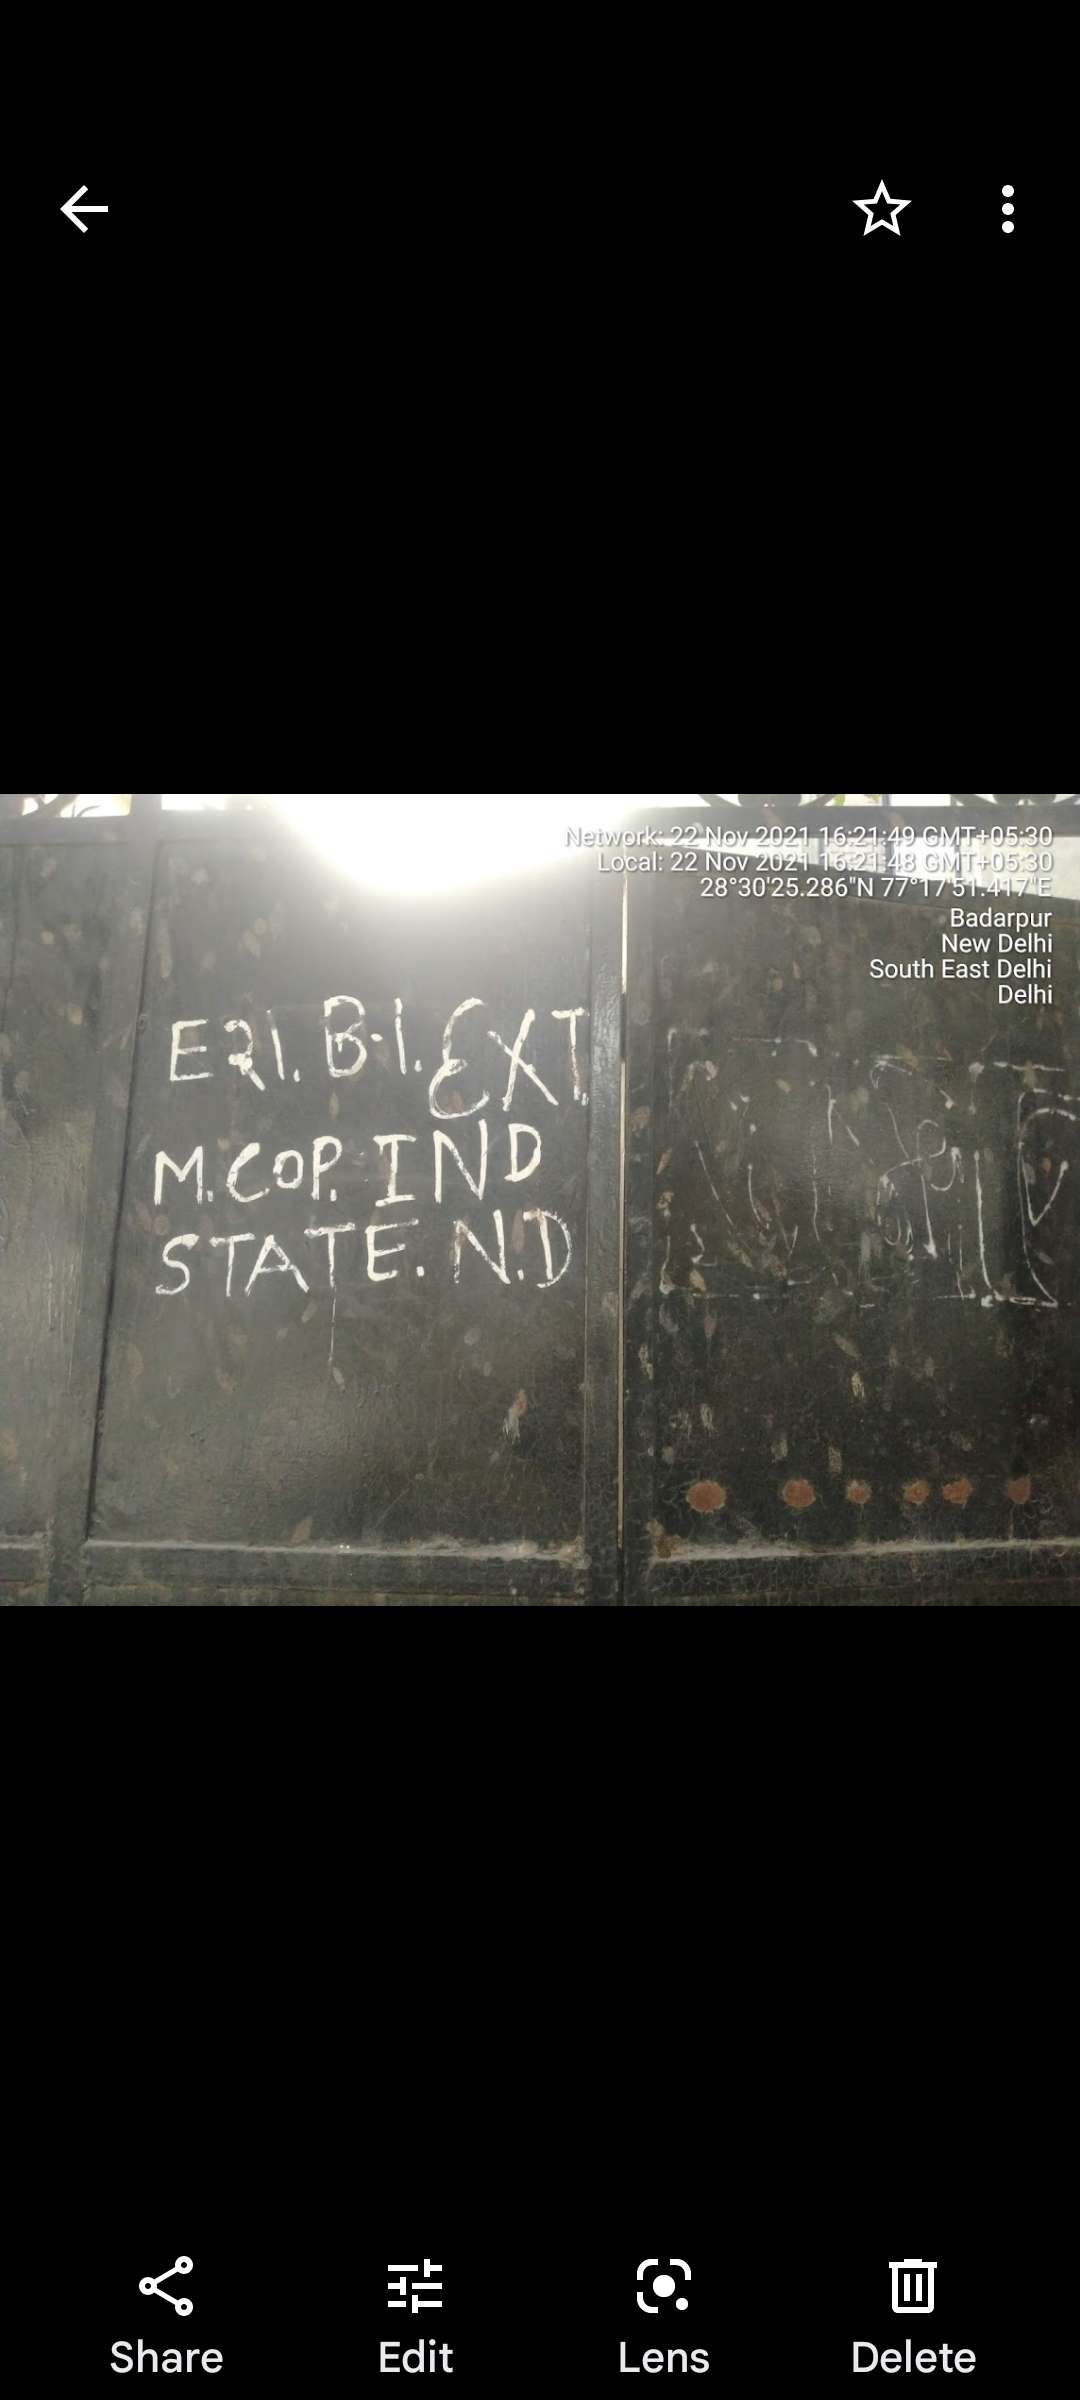 Network: 22 Nov 2021 16:21:49 GMT+05:30
Local: 22 Nov 2021 16:21:48 GMT+05:30
28°30'25.286"N 77°17'51.417"E
Badarpur
New Delhi
South East Delhi
Delhi
E21. B-1. EXT.
M.COP. IND
STATE. N.D
Share Edit Lens Delete